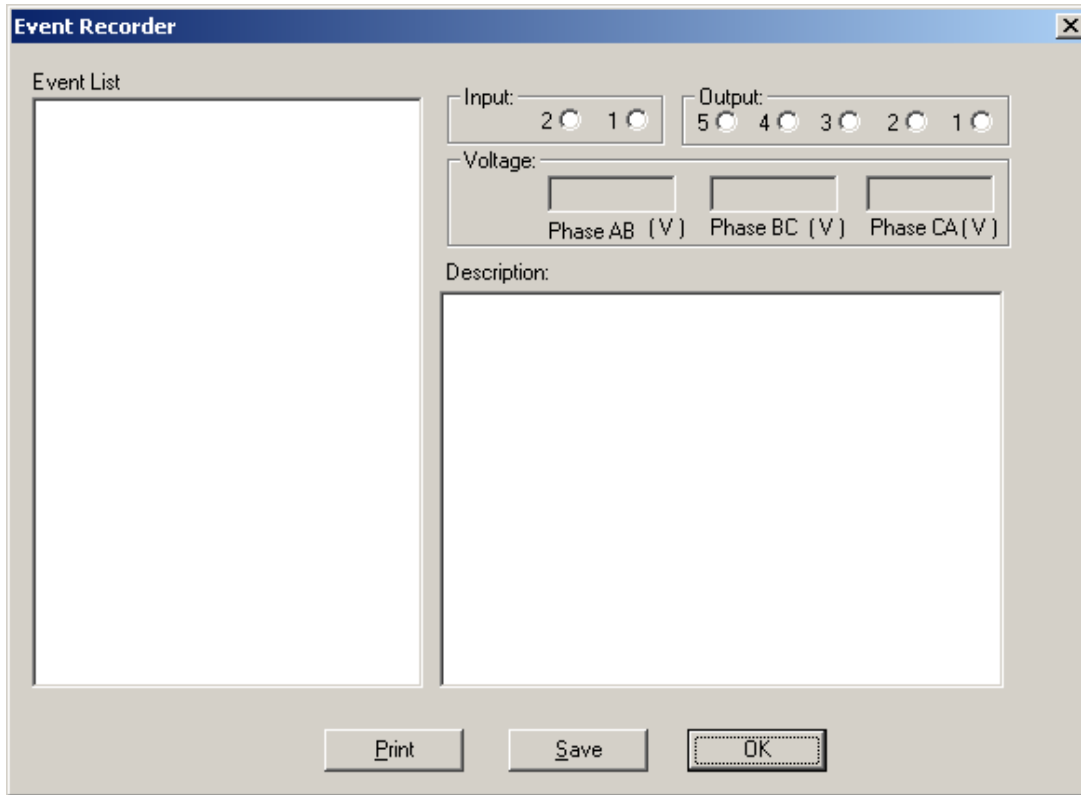 Event Recorder
Event List
Input:
2 1
Output:
5 4 3 2 1
Voltage:
Phase AB (V) Phase BC (V) Phase CA (V)
Description:
Print Save OK